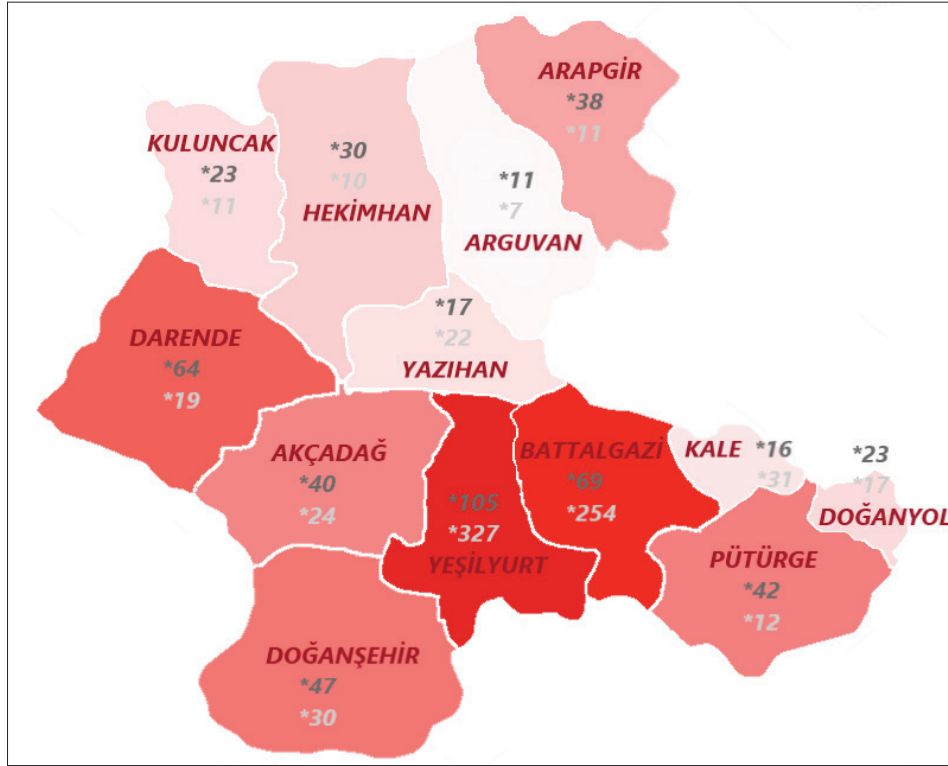 ARAPGİR
*38
*11
KULUNCAK
*23
*11
*30
*10
HEKİMHAN
*11
*7
ARGUVAN
DARENDE
*64
*19
*17
*22
YAZIHAN
AKÇADAĞ
*40
*24
*105
*327
YEŞİLYURT
BATTALGAZİ
*69
*254
KALE
*16
*31
*23
*17
DOĞANYOL
PÜTÜRGE
*42
*12
DOĞANŞEHİR
*47
*30